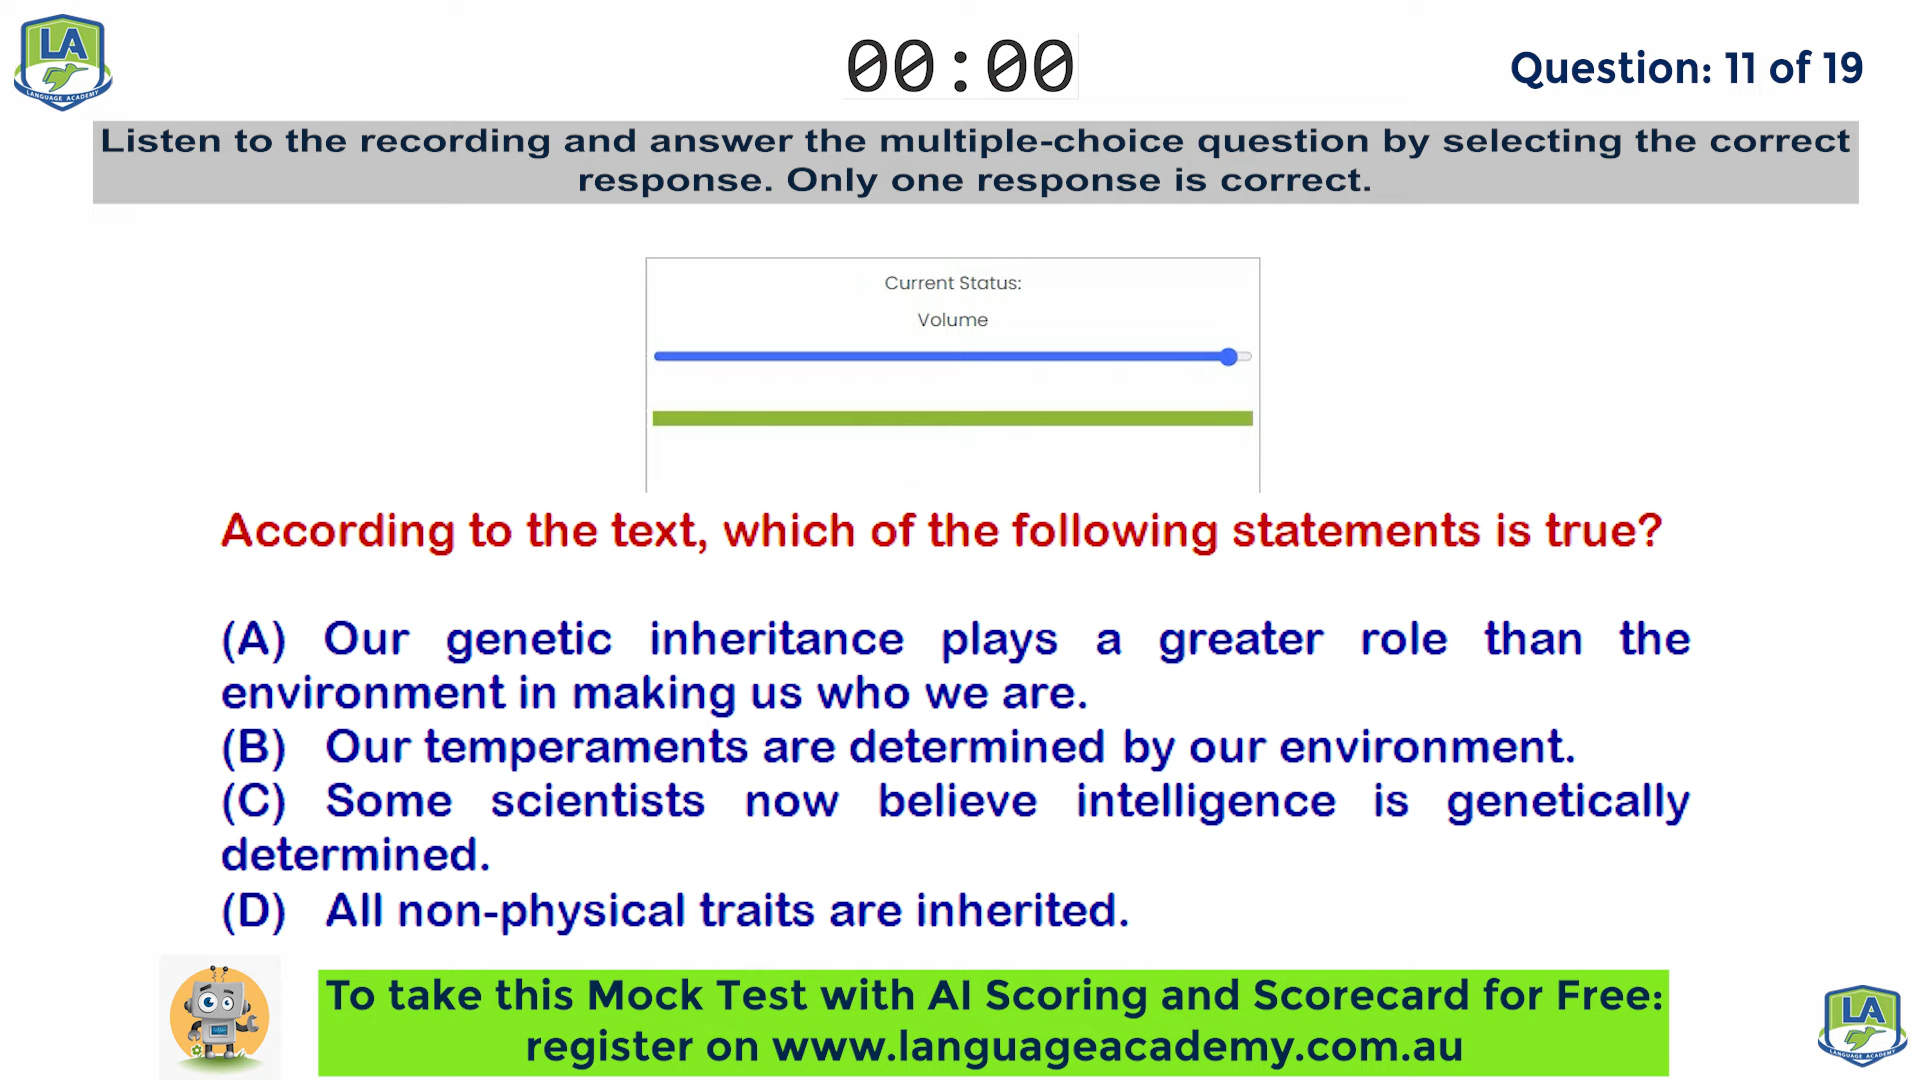 LA
LANGUAGE ACADEMY
00:00
Question: 11 of 19
Listen to the recording and answer the multiple-choice question by selecting the correct
response. Only one response is correct.
Current Status:
Volume
According to the text, which of the following statements is true?
(A) Our genetic inheritance plays a greater role than the
environment in making us who we are.
(B) Our temperaments are determined by our environment.
(C) Some scientists now believe intelligence is genetically
determined.
(D) All non-physical traits are inherited.
To take this Mock Test with AI Scoring and Scorecard for Free:
register on www.languageacademy.com.au
LA
LANGUAGE ACADEMY